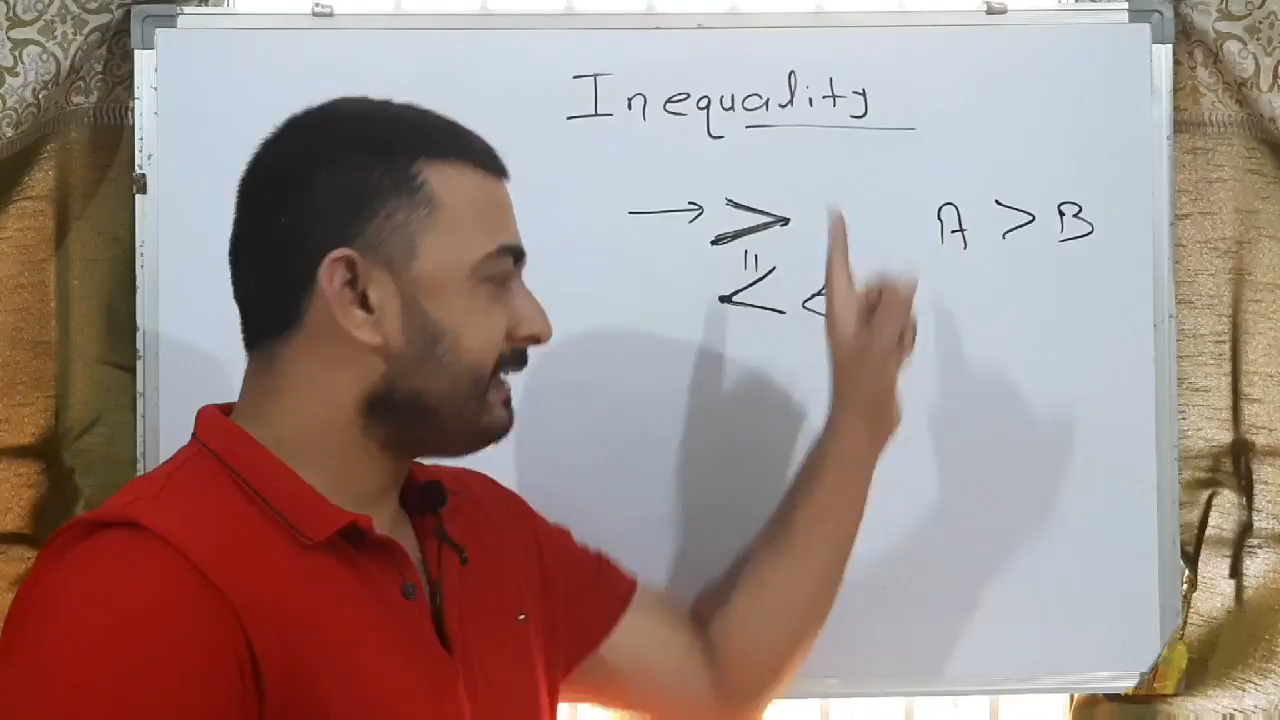 Inequality
→ > A > B
=
< <